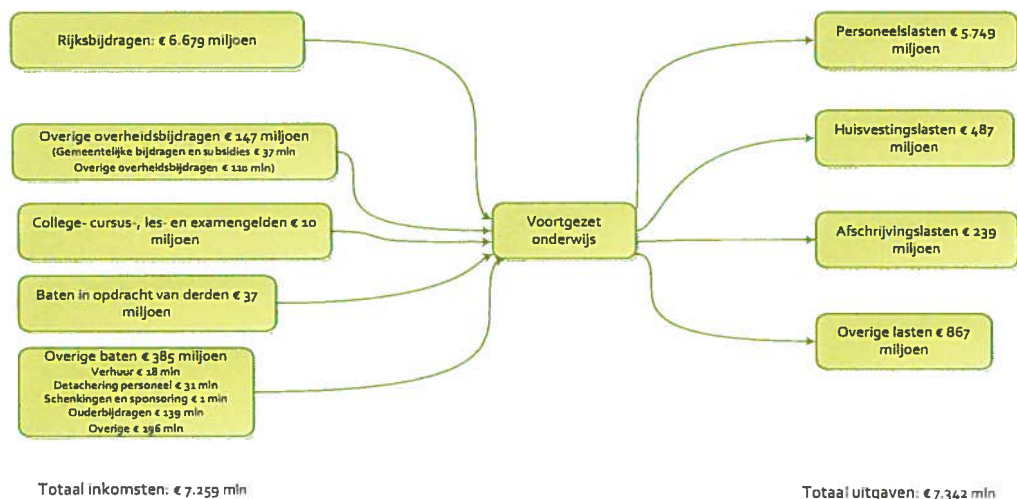 Rijksbijdragen: € 6.679 miljoen
Overige overheidsbijdragen € 147 miljoen
(Gemeentelijke bijdragen en subsidies € 37 mln
Overige overheidsbijdragen € 110 mln)
College- cursus-, les- en examengelden € 10
miljoen
Baten in opdracht van derden € 37
miljoen
Overige baten € 385 miljoen
Verhuur € 18 mln
Detachering personeel € 31 mln
Schenkingen en sponsoring € 1 mln
Ouderbijdragen € 139 mln
Overige € 196 mln
Totaal inkomsten: € 7.259 mln
Voortgezet
onderwijs
Personeelslasten € 5.749
miljoen
Huisvestingslasten € 487
miljoen
Afschrijvingslasten € 239
miljoen
Overige lasten € 867
miljoen
Totaal uitgaven: € 7.342 mln